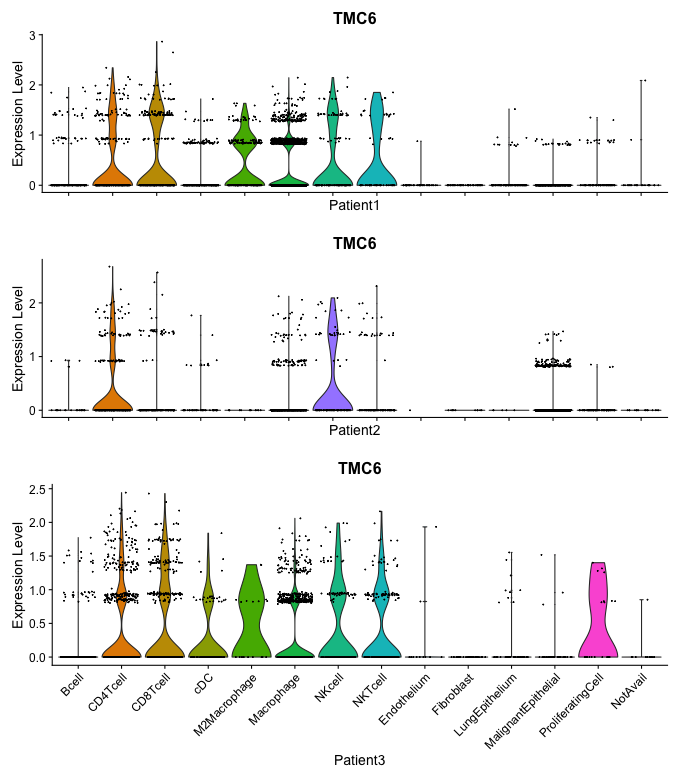 TMC6
Expression Level
3
2
1
0
Patient1
TMC6
Expression Level
2
1
0
Patient2
TMC6
Expression Level
2.5
2.0
1.5
1.0
0.5
0.0
Bcell
CD4Tcell
CD8Tcell
cDC
M2Macrophage
Macrophage
NKcell
NKTcell
Endothelium
Fibroblast
LungEpithelium
MalignantEpithelial
ProliferatingCell
NotAvail
Patient3